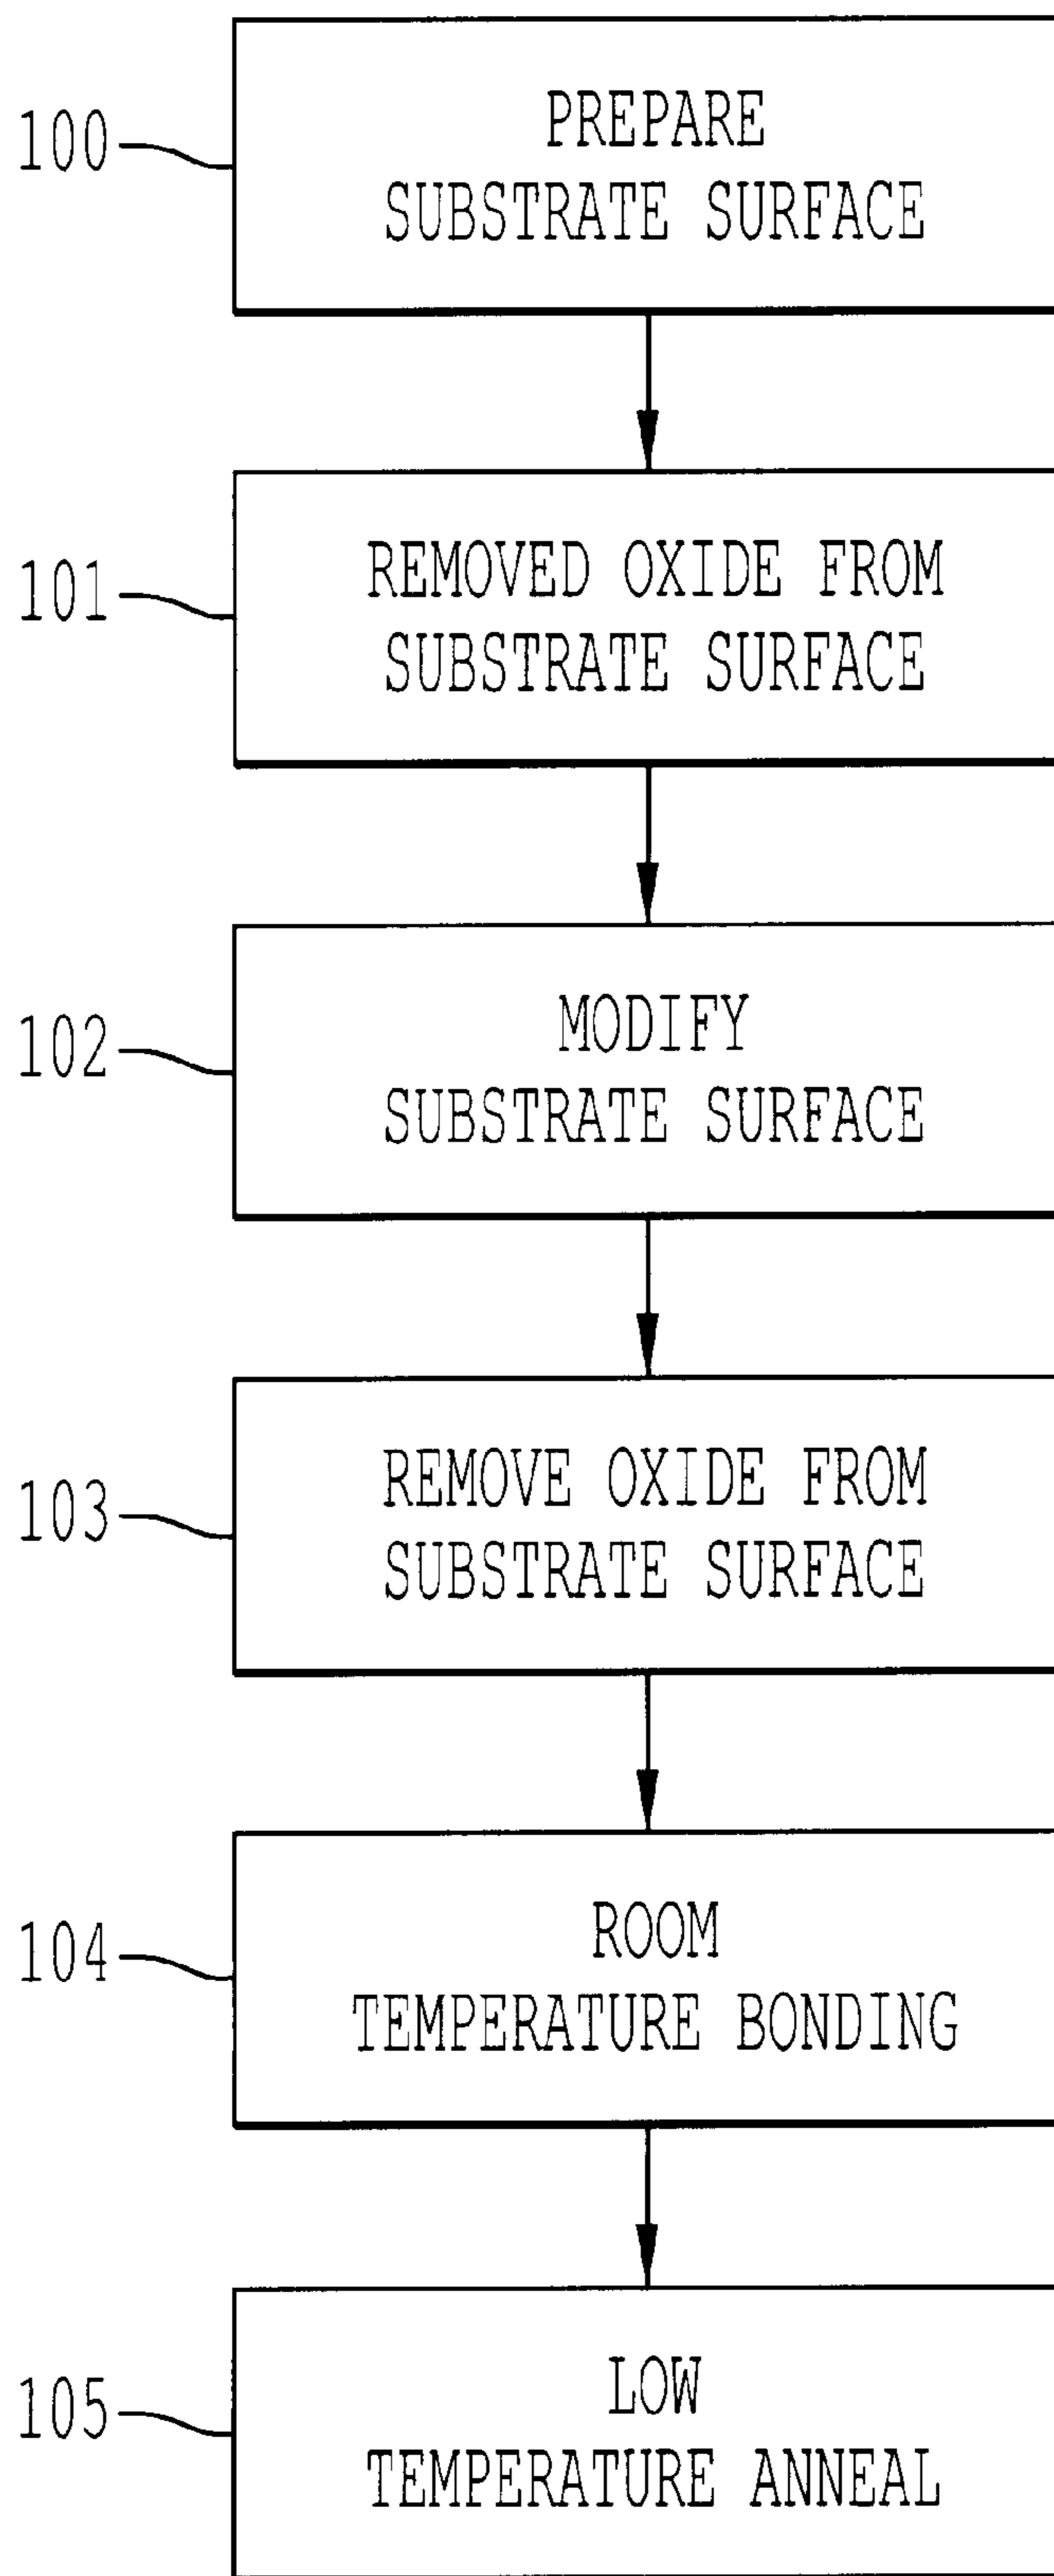 100
PREPARE
SUBSTRATE SURFACE
101
REMOVED OXIDE FROM
SUBSTRATE SURFACE
102
MODIFY
SUBSTRATE SURFACE
103
REMOVE OXIDE FROM
SUBSTRATE SURFACE
104
ROOM
TEMPERATURE BONDING
105
LOW
TEMPERATURE ANNEAL